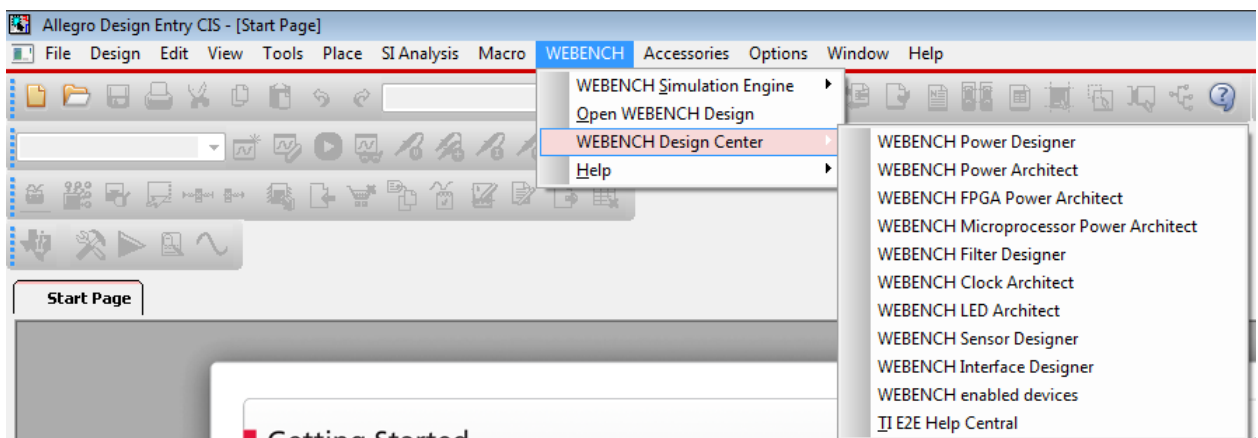 Allegro Design Entry CIS - [Start Page]
File Design Edit View Tools Place SI Analysis Macro WEBENCH Accessories Options Window Help
WEBENCH Simulation Engine
Open WEBENCH Design
WEBENCH Design Center
Help
WEBENCH Power Designer
WEBENCH Power Architect
WEBENCH FPGA Power Architect
WEBENCH Microprocessor Power Architect
WEBENCH Filter Designer
WEBENCH Clock Architect
WEBENCH LED Architect
WEBENCH Sensor Designer
WEBENCH Interface Designer
WEBENCH enabled devices
TI E2E Help Central
Start Page
Getting Started